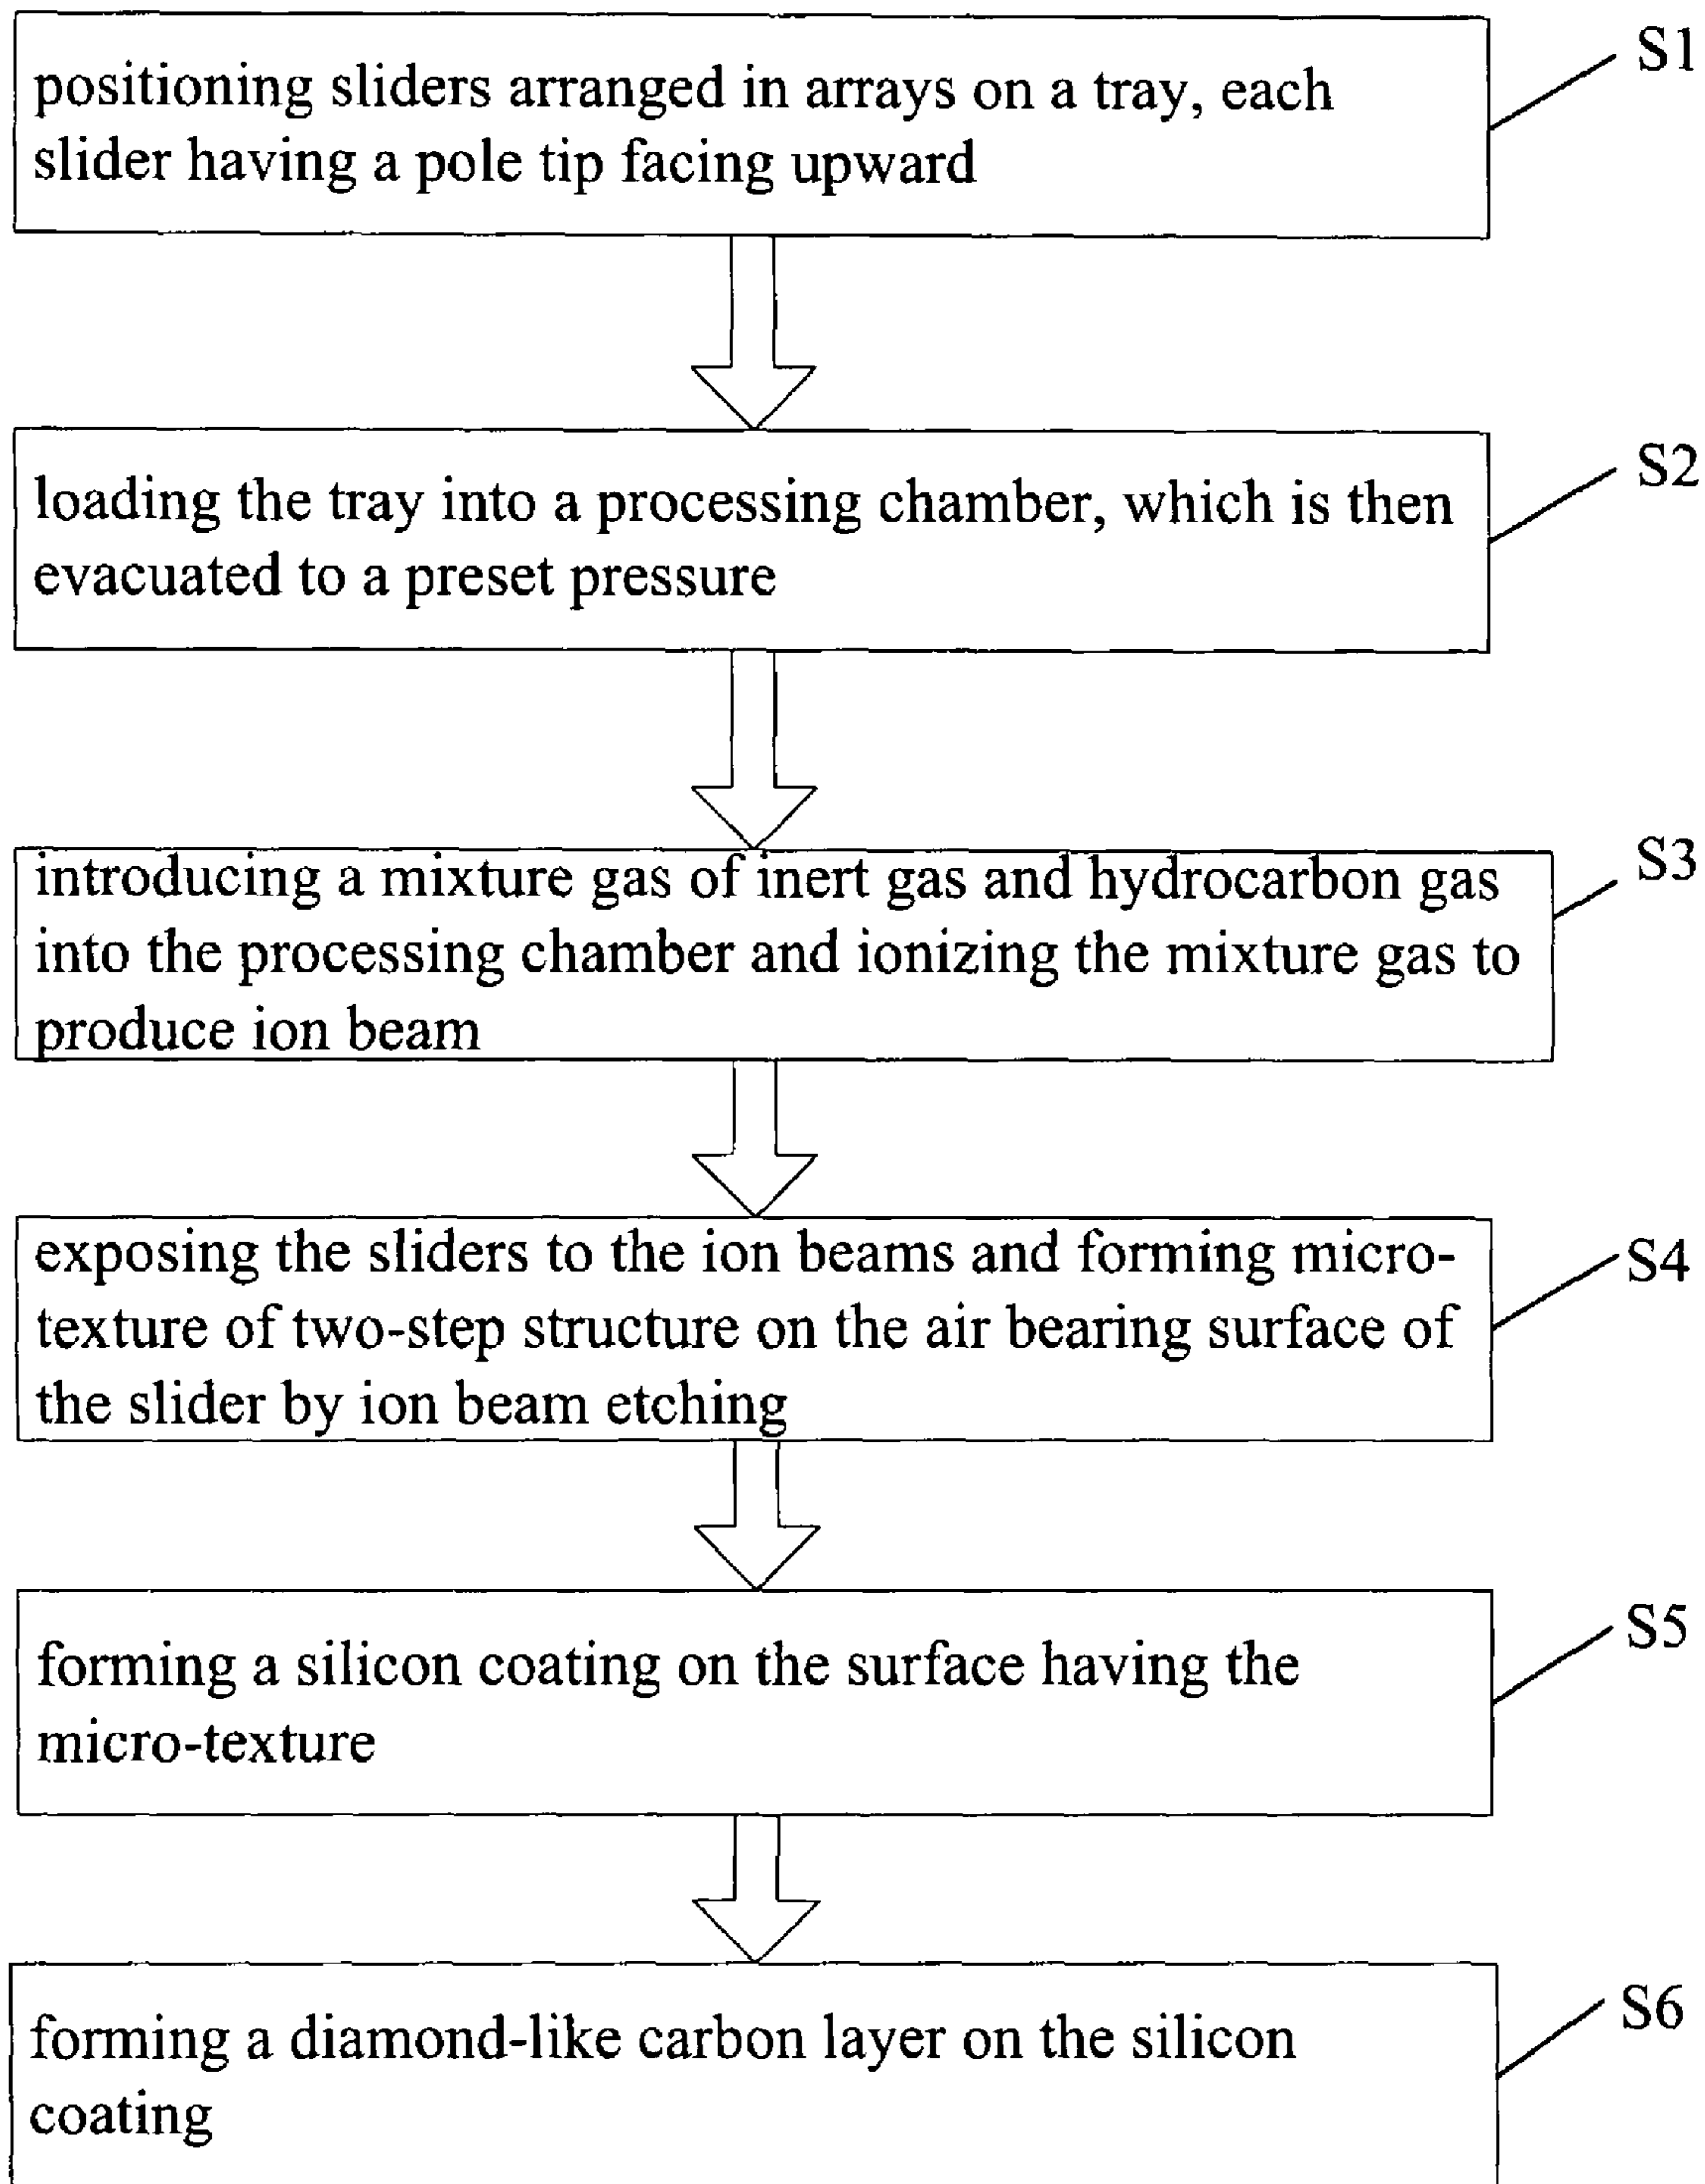 S1
positioning sliders arranged in arrays on a tray, each
slider having a pole tip facing upward
S2
loading the tray into a processing chamber, which is then
evacuated to a preset pressure
S3
introducing a mixture gas of inert gas and hydrocarbon gas
into the processing chamber and ionizing the mixture gas to
produce ion beam
S4
exposing the sliders to the ion beams and forming micro-
texture of two-step structure on the air bearing surface of
the slider by ion beam etching
S5
forming a silicon coating on the surface having the
micro-texture
S6
forming a diamond-like carbon layer on the silicon
coating